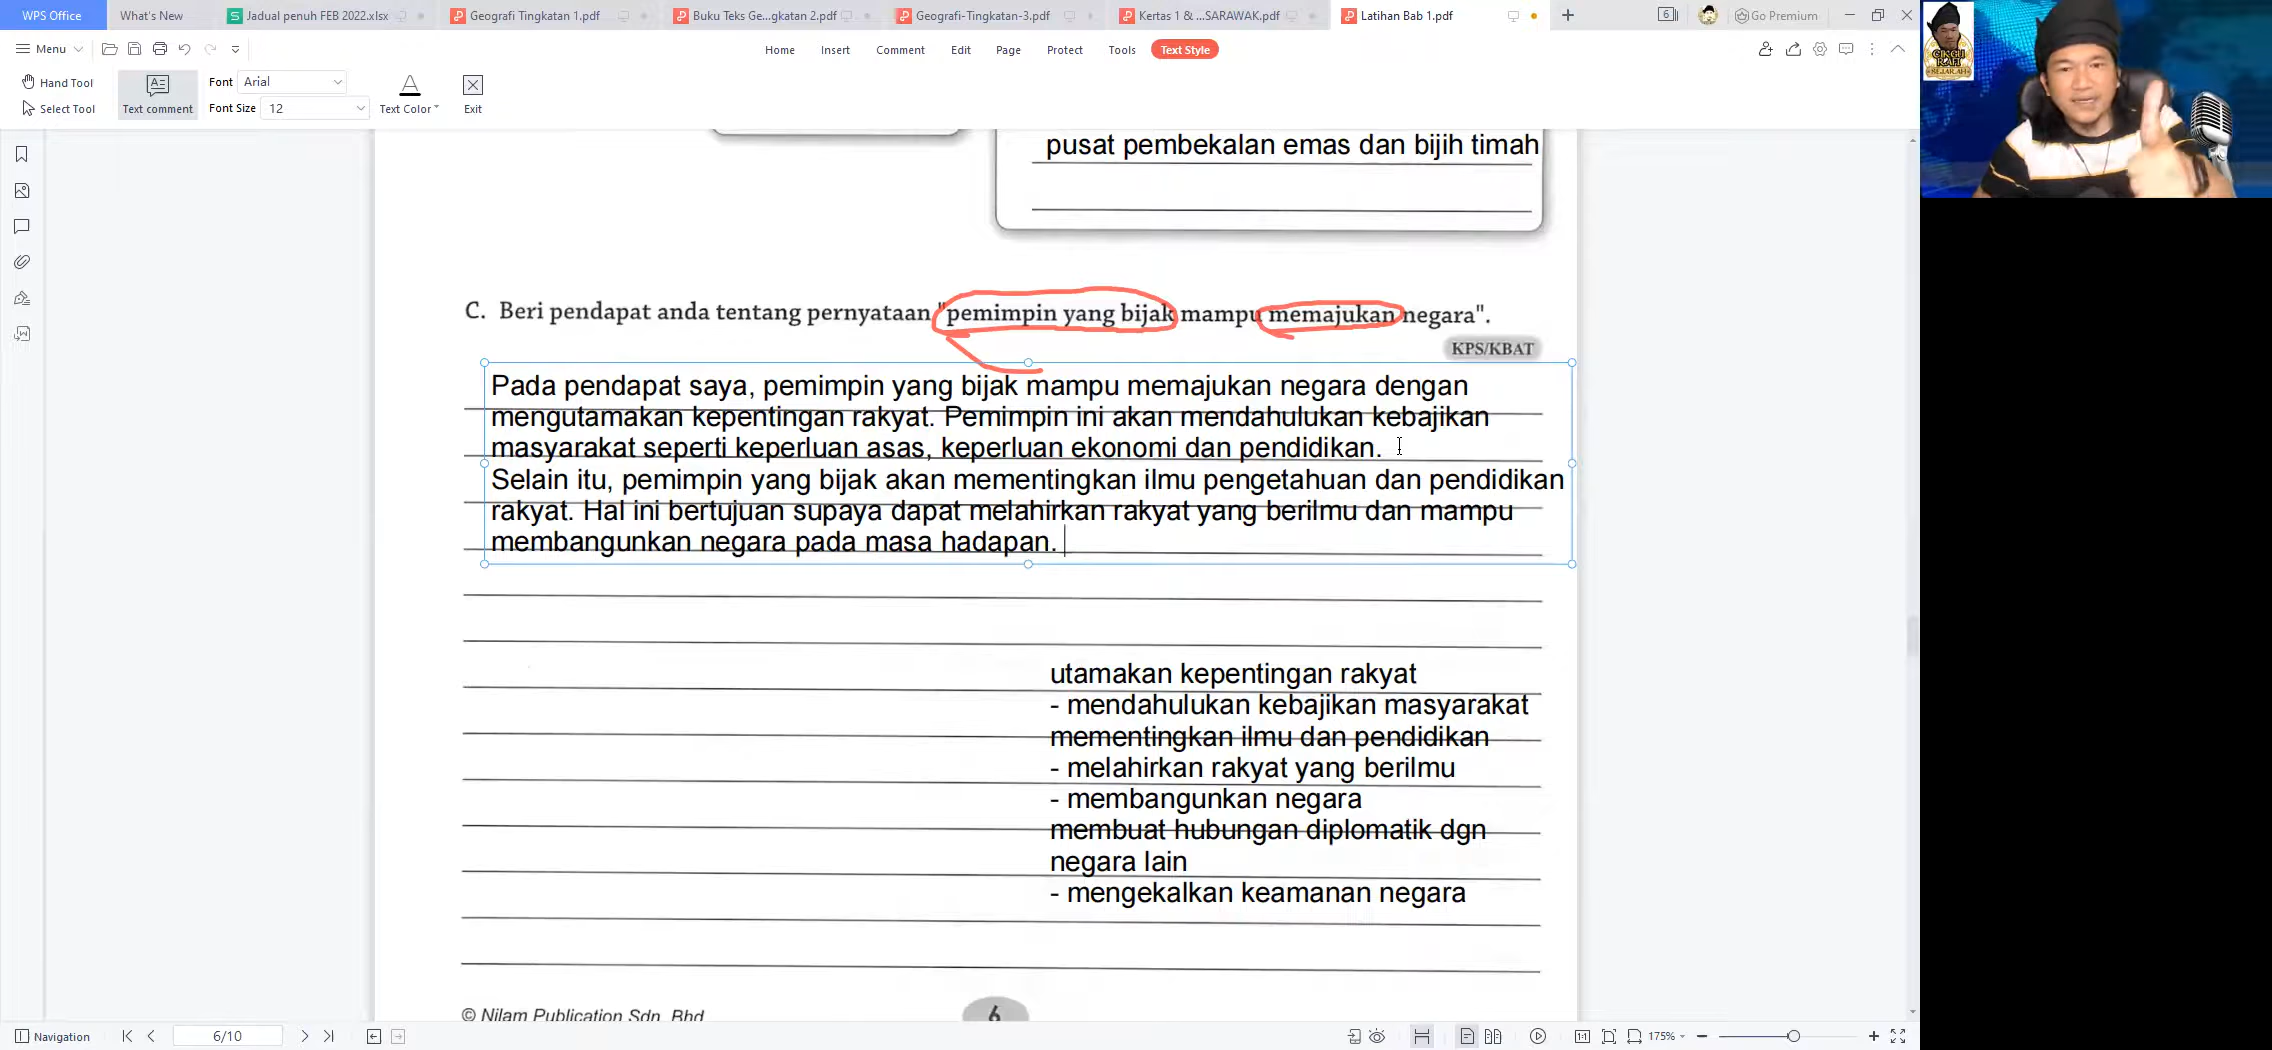 WPS Office What's New Jadual penuh FEB 2022.xlsx Geografi Tingkatan 1.pdf Buku Teks Ge...gkatan 2.pdf Geografi-Tingkatan-3.pdf Kertas 1 & ...SARAWAK.pdf Latihan Bab 1.pdf 6 Go Premium
Menu Home Insert Comment Edit Page Protect Tools Text Style
Hand Tool Text comment Font Arial Text Color Exit
Select Tool Font Size 12
CIKGU
RAFI
SEJARAH
pusat pembekalan emas dan bijih timah
C. Beri pendapat anda tentang pernyataan "pemimpin yang bijak mampu memajukan negara".
KPS/KBAT
Pada pendapat saya, pemimpin yang bijak mampu memajukan negara dengan
mengutamakan kepentingan rakyat. Pemimpin ini akan mendahulukan kebajikan
masyarakat seperti keperluan asas, keperluan ekonomi dan pendidikan.
Selain itu, pemimpin yang bijak akan mementingkan ilmu pengetahuan dan pendidikan
rakyat. Hal ini bertujuan supaya dapat melahirkan rakyat yang berilmu dan mampu
membangunkan negara pada masa hadapan.
utamakan kepentingan rakyat
- mendahulukan kebajikan masyarakat
mementingkan ilmu dan pendidikan
- melahirkan rakyat yang berilmu
- membangunkan negara
membuat hubungan diplomatik dgn
negara lain
- mengekalkan keamanan negara
© Nilam Publication Sdn. Bhd
6
Navigation 6/10 1:1 175%